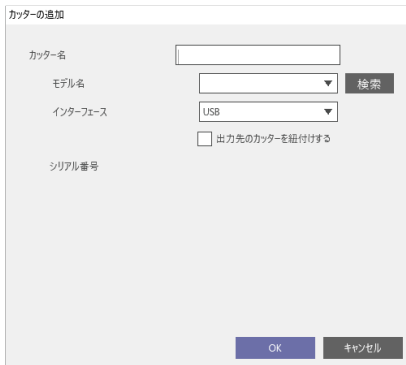 カッターの追加
カッター名
モデル名 検索
インターフェース USB
出力先のカッターを紐付けする
シリアル番号
OK キャンセル